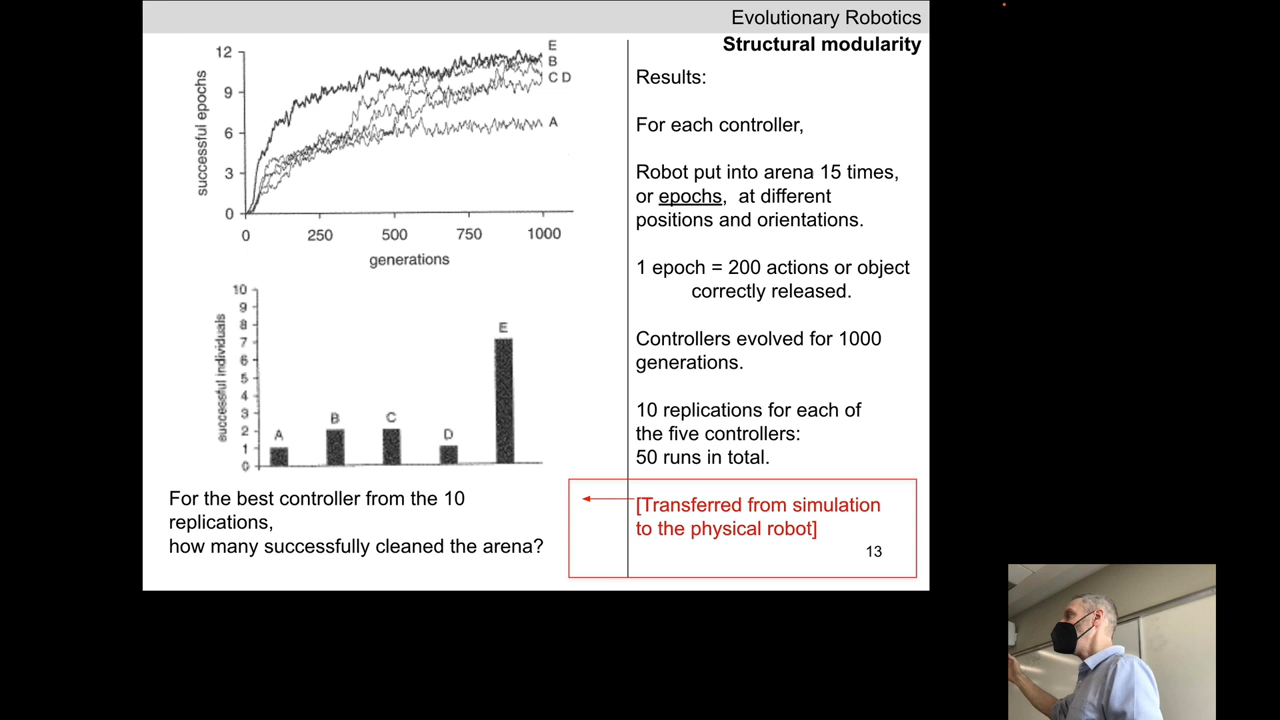 Evolutionary Robotics
Structural modularity
12
9
6
3
0
successful epochs
E
B
C D
A
0 250 500 750 1000
generations
10
9
8
7
6
5
4
3
2
1
0
successful individuals
A
B
C
D
E
For the best controller from the 10
replications,
how many successfully cleaned the arena?
Results:
For each controller,
Robot put into arena 15 times,
or epochs, at different
positions and orientations.
1 epoch = 200 actions or object
correctly released.
Controllers evolved for 1000
generations.
10 replications for each of
the five controllers:
50 runs in total.
[Transferred from simulation
to the physical robot]
13